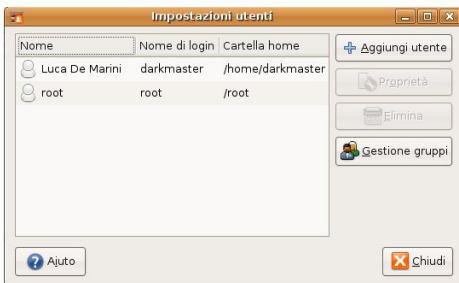 Impostazioni utenti
Nome Nome di login Cartella home
Luca De Marini darkmaster /home/darkmaster
root root /root
Aggiungi utente
Proprietà
Elimina
Gestione gruppi
Aiuto
Chiudi